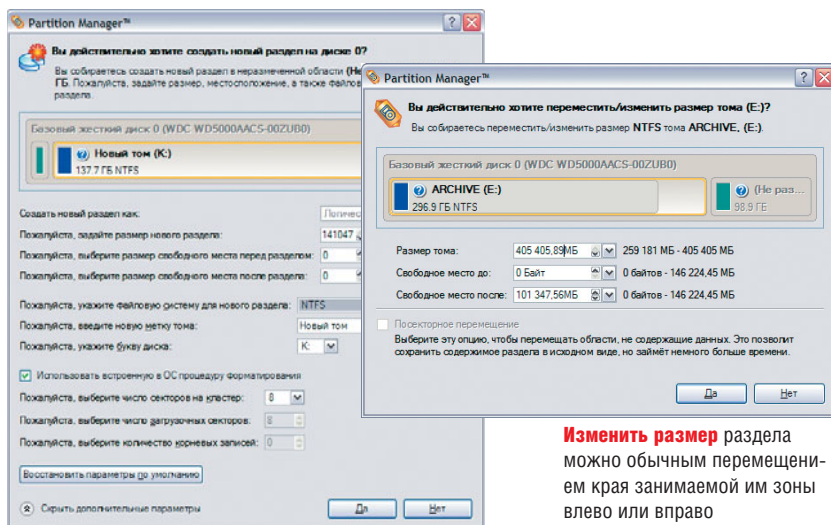 Partition Manager™
Вы действительно хотите создать новый раздел на диске 0?
Вы собираетесь создать новый раздел в неразмеченной области (Не
ГБ. Пожалуйста, задайте размер, местосположение, а также файлов
раздела.
Базовый жесткий диск 0 (WDC WD5000AACS-00ZUB0)
Новый том (K:)
137.7 ГБ NTFS
Создать новый раздел как:
Логичес
Пожалуйста, задайте размер нового раздела: 141047
Пожалуйста, выберите размер свободного места перед разделом: 0
Пожалуйста, выберите размер свободного места после раздела: 0
Пожалуйста, укажите файловую систему для нового раздела: NTFS
Пожалуйста, введите новую метку тома: Новый том
Пожалуйста, укажите букву диска: K:
Использовать встроенную в ОС процедуру форматирования
Пожалуйста, выберите число секторов на кластер: 8
Пожалуйста, выберите число загрузочных секторов: 8
Пожалуйста, выберите количество корневых записей: 0
Восстановить параметры по умолчанию
Скрыть дополнительные параметры Да Нет
Partition Manager™
Вы действительно хотите переместить/изменить размер тома (E:)?
Вы собираетесь переместить/изменить размер NTFS тома ARCHIVE, (E:).
Базовый жесткий диск 0 (WDC WD5000AACS-00ZUB0)
ARCHIVE (E:)
296.9 ГБ NTFS
(Не раз...
98.9 ГБ
Размер тома: 405 405,89МБ 259 181 МБ - 405 405 МБ
Свободное место до: 0 Байт 0 байтов - 146 224,45 МБ
Свободное место после: 101 347,56МБ 0 байтов - 146 224,45 МБ
Посекторное перемещение
Выберите эту опцию, чтобы перемещать области, не содержащие данных. Это позволит
сохранить содержимое раздела в исходном виде, но займёт немного больше времени.
Да Нет
Изменить размер раздела
можно обычным перемещени-
ем края занимаемой им зоны
влево или вправо